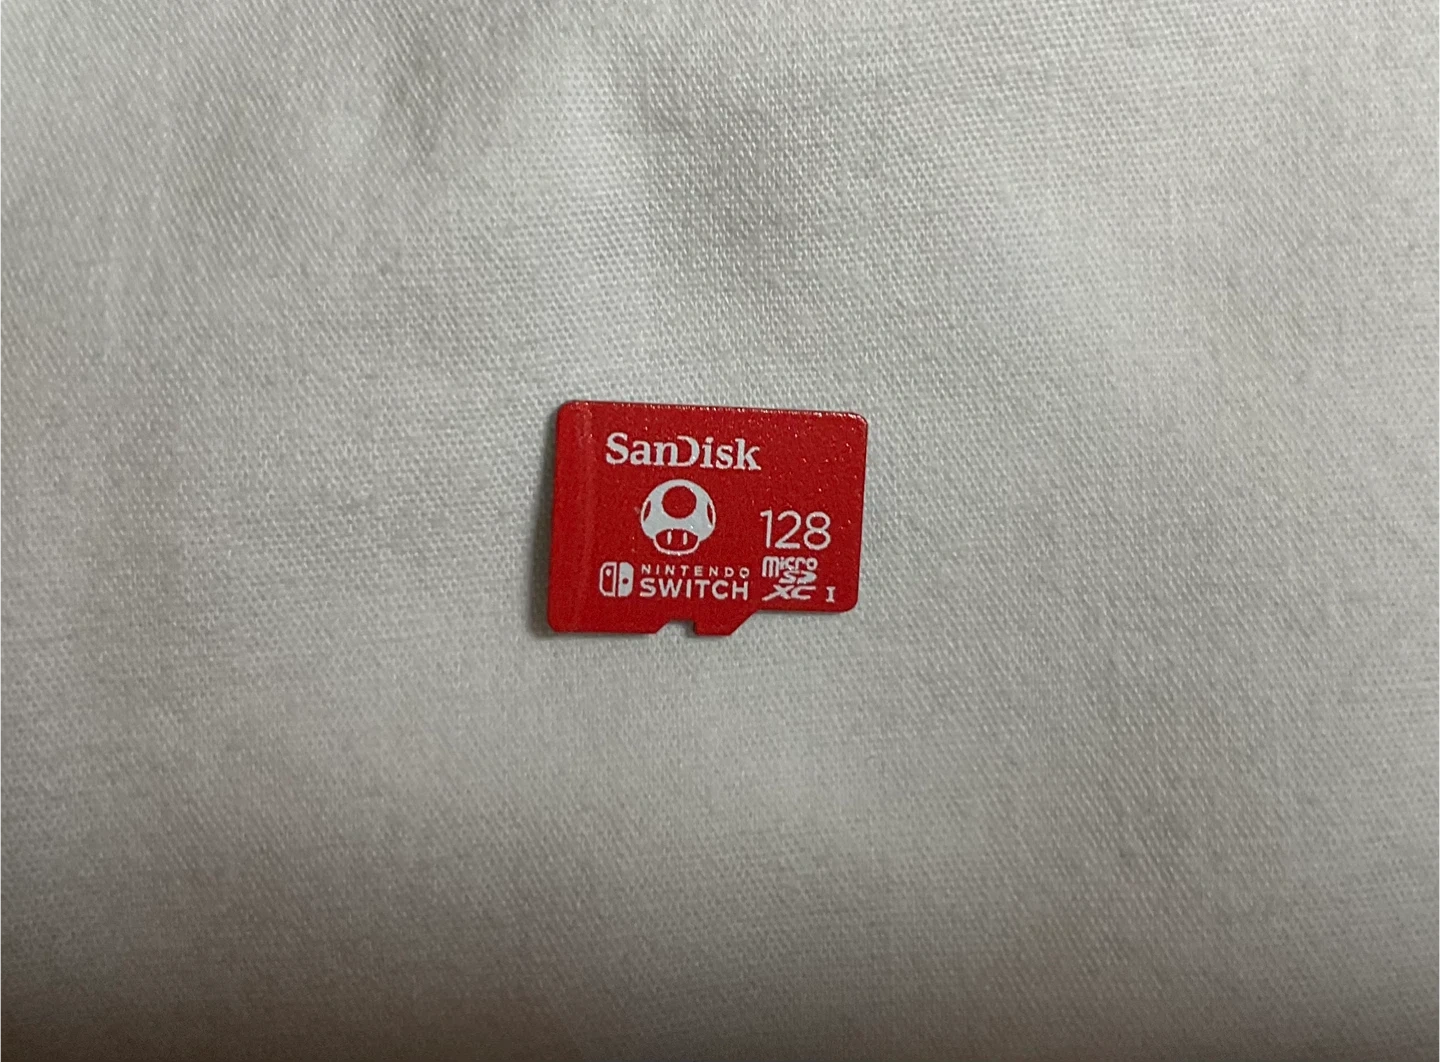 SanDisk
128
NINTENDO
SWITCH
micro
SD
XC I